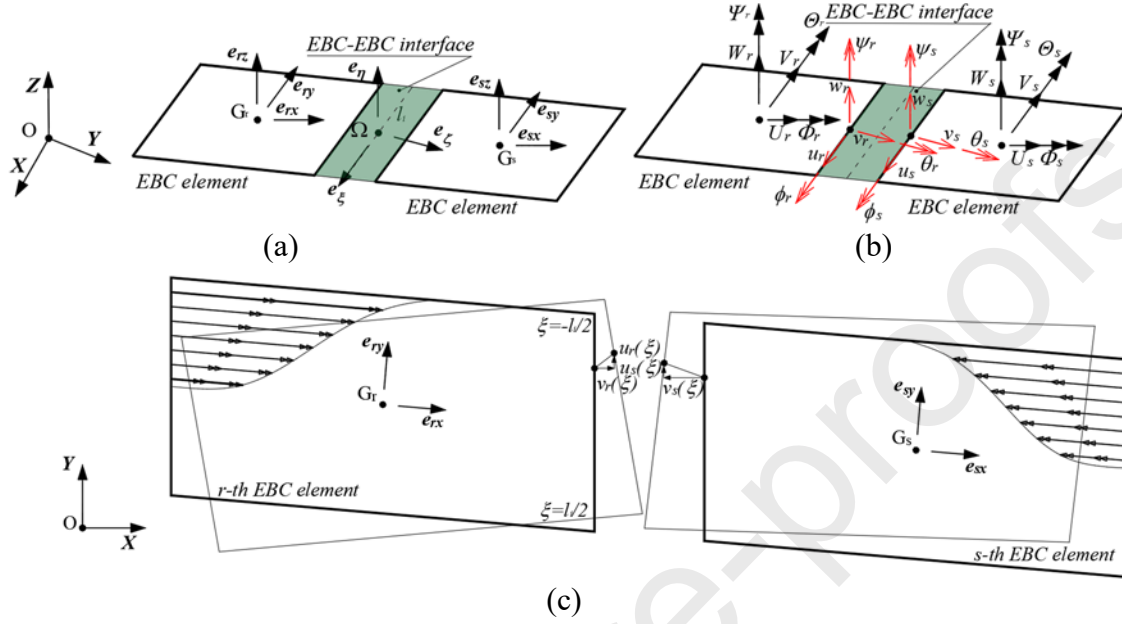 EBC-EBC interface
Z
O
Y
X
e_rz
e_ry
G_r
e_rx
e_η
l_i
Ω
e_ζ
e_ξ
e_sz
e_sy
e_sx
G_s
EBC element
EBC element
(a)
EBC-EBC interface
Ψ_r
Θ_r
W_r
V_r
U_r
Φ_r
ψ_r
w_r
v_r
θ_r
u_r
ϕ_r
ψ_s
w_s
v_s
θ_s
u_s
ϕ_s
Ψ_s
Θ_s
W_s
V_s
U_s
Φ_s
EBC element
EBC element
(b)
ξ=-l_i/2
e_ry
G_r
e_rx
u_r(ξ)
u_s(ξ)
v_r(ξ)
v_s(ξ)
e_sy
G_s
e_sx
Y
O
X
r-th EBC element
ξ=l_i/2
s-th EBC element
(c)
e-proofs